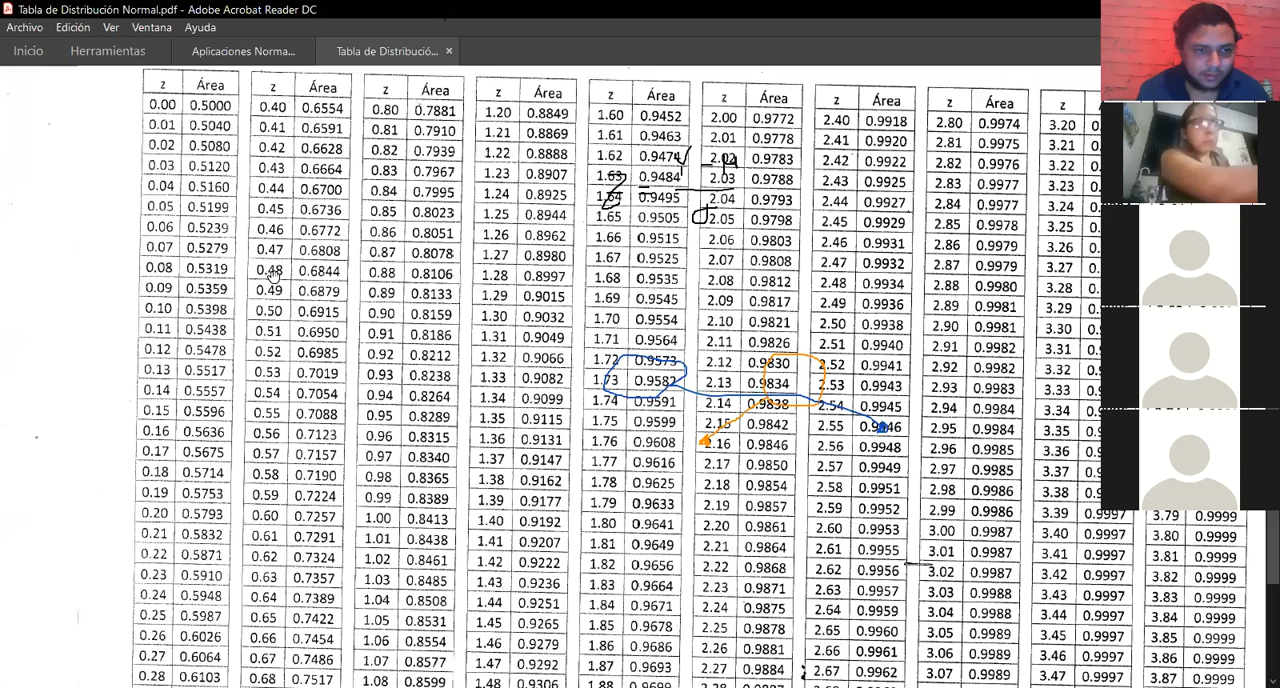 Tabla de Distribución Normal.pdf - Adobe Acrobat Reader DC
Archivo Edición Ver Ventana Ayuda
Inicio Herramientas Aplicaciones Norma... Tabla de Distribució... ×
z Área z Área z Área z Área z Área z Área z Área z Área z
0.00 0.5000 0.40 0.6554 0.80 0.7881 1.20 0.8849 1.60 0.9452 2.00 0.9772 2.40 0.9918 2.80 0.9974 3.20
0.01 0.5040 0.41 0.6591 0.81 0.7910 1.21 0.8869 1.61 0.9463 2.01 0.9778 2.41 0.9920 2.81 0.9975 3.21
0.02 0.5080 0.42 0.6628 0.82 0.7939 1.22 0.8888 1.62 0.9474 2.02 0.9783 2.42 0.9922 2.82 0.9976 3.22
0.03 0.5120 0.43 0.6664 0.83 0.7967 1.23 0.8907 1.63 0.9484 2.03 0.9788 2.43 0.9925 2.83 0.9977 3.23
0.04 0.5160 0.44 0.6700 0.84 0.7995 1.24 0.8925 1.64 0.9495 2.04 0.9793 2.44 0.9927 2.84 0.9977 3.24
0.05 0.5199 0.45 0.6736 0.85 0.8023 1.25 0.8944 1.65 0.9505 2.05 0.9798 2.45 0.9929 2.85 0.9978 3.25
0.06 0.5239 0.46 0.6772 0.86 0.8051 1.26 0.8962 1.66 0.9515 2.06 0.9803 2.46 0.9931 2.86 0.9979 3.26
0.07 0.5279 0.47 0.6808 0.87 0.8078 1.27 0.8980 1.67 0.9525 2.07 0.9808 2.47 0.9932 2.87 0.9979 3.27
0.08 0.5319 0.48 0.6844 0.88 0.8106 1.28 0.8997 1.68 0.9535 2.08 0.9812 2.48 0.9934 2.88 0.9980 3.28
0.09 0.5359 0.49 0.6879 0.89 0.8133 1.29 0.9015 1.69 0.9545 2.09 0.9817 2.49 0.9936 2.89 0.9981 3.29
0.10 0.5398 0.50 0.6915 0.90 0.8159 1.30 0.9032 1.70 0.9554 2.10 0.9821 2.50 0.9938 2.90 0.9981 3.30
0.11 0.5438 0.51 0.6950 0.91 0.8186 1.31 0.9049 1.71 0.9564 2.11 0.9826 2.51 0.9940 2.91 0.9982 3.31
0.12 0.5478 0.52 0.6985 0.92 0.8212 1.32 0.9066 1.72 0.9573 2.12 0.9830 2.52 0.9941 2.92 0.9982 3.32
0.13 0.5517 0.53 0.7019 0.93 0.8238 1.33 0.9082 1.73 0.9582 2.13 0.9834 2.53 0.9943 2.93 0.9983 3.33
0.14 0.5557 0.54 0.7054 0.94 0.8264 1.34 0.9099 1.74 0.9591 2.14 0.9838 2.54 0.9945 2.94 0.9984 3.34
0.15 0.5596 0.55 0.7088 0.95 0.8289 1.35 0.9115 1.75 0.9599 2.15 0.9842 2.55 0.9946 2.95 0.9984 3.35
0.16 0.5636 0.56 0.7123 0.96 0.8315 1.36 0.9131 1.76 0.9608 2.16 0.9846 2.56 0.9948 2.96 0.9985 3.36
0.17 0.5675 0.57 0.7157 0.97 0.8340 1.37 0.9147 1.77 0.9616 2.17 0.9850 2.57 0.9949 2.97 0.9985 3.37
0.18 0.5714 0.58 0.7190 0.98 0.8365 1.38 0.9162 1.78 0.9625 2.18 0.9854 2.58 0.9951 2.98 0.9986 3.38
0.19 0.5753 0.59 0.7224 0.99 0.8389 1.39 0.9177 1.79 0.9633 2.19 0.9857 2.59 0.9952 2.99 0.9986 3.39 0.9997 3.79 0.9999
0.20 0.5793 0.60 0.7257 1.00 0.8413 1.40 0.9192 1.80 0.9641 2.20 0.9861 2.60 0.9953 3.00 0.9987 3.40 0.9997 3.80 0.9999
0.21 0.5832 0.61 0.7291 1.01 0.8438 1.41 0.9207 1.81 0.9649 2.21 0.9864 2.61 0.9955 3.01 0.9987 3.41 0.9997 3.81 0.9999
0.22 0.5871 0.62 0.7324 1.02 0.8461 1.42 0.9222 1.82 0.9656 2.22 0.9868 2.62 0.9956 3.02 0.9987 3.42 0.9997 3.82 0.9999
0.23 0.5910 0.63 0.7357 1.03 0.8485 1.43 0.9236 1.83 0.9664 2.23 0.9871 2.63 0.9957 3.03 0.9988 3.43 0.9997 3.83 0.9999
0.24 0.5948 0.64 0.7389 1.04 0.8508 1.44 0.9251 1.84 0.9671 2.24 0.9875 2.64 0.9959 3.04 0.9988 3.44 0.9997 3.84 0.9999
0.25 0.5987 0.65 0.7422 1.05 0.8531 1.45 0.9265 1.85 0.9678 2.25 0.9878 2.65 0.9960 3.05 0.9989 3.45 0.9997 3.85 0.9999
0.26 0.6026 0.66 0.7454 1.06 0.8554 1.46 0.9279 1.86 0.9686 2.26 0.9881 2.66 0.9961 3.06 0.9989 3.46 0.9997 3.86 0.9999
0.27 0.6064 0.67 0.7486 1.07 0.8577 1.47 0.9292 1.87 0.9693 2.27 0.9884 2.67 0.9962 3.07 0.9989 3.47 0.9997 3.87 0.9999
0.28 0.6103 0.68 0.7517 1.08 0.8599 1.48 0.9306 1.88 0.9699